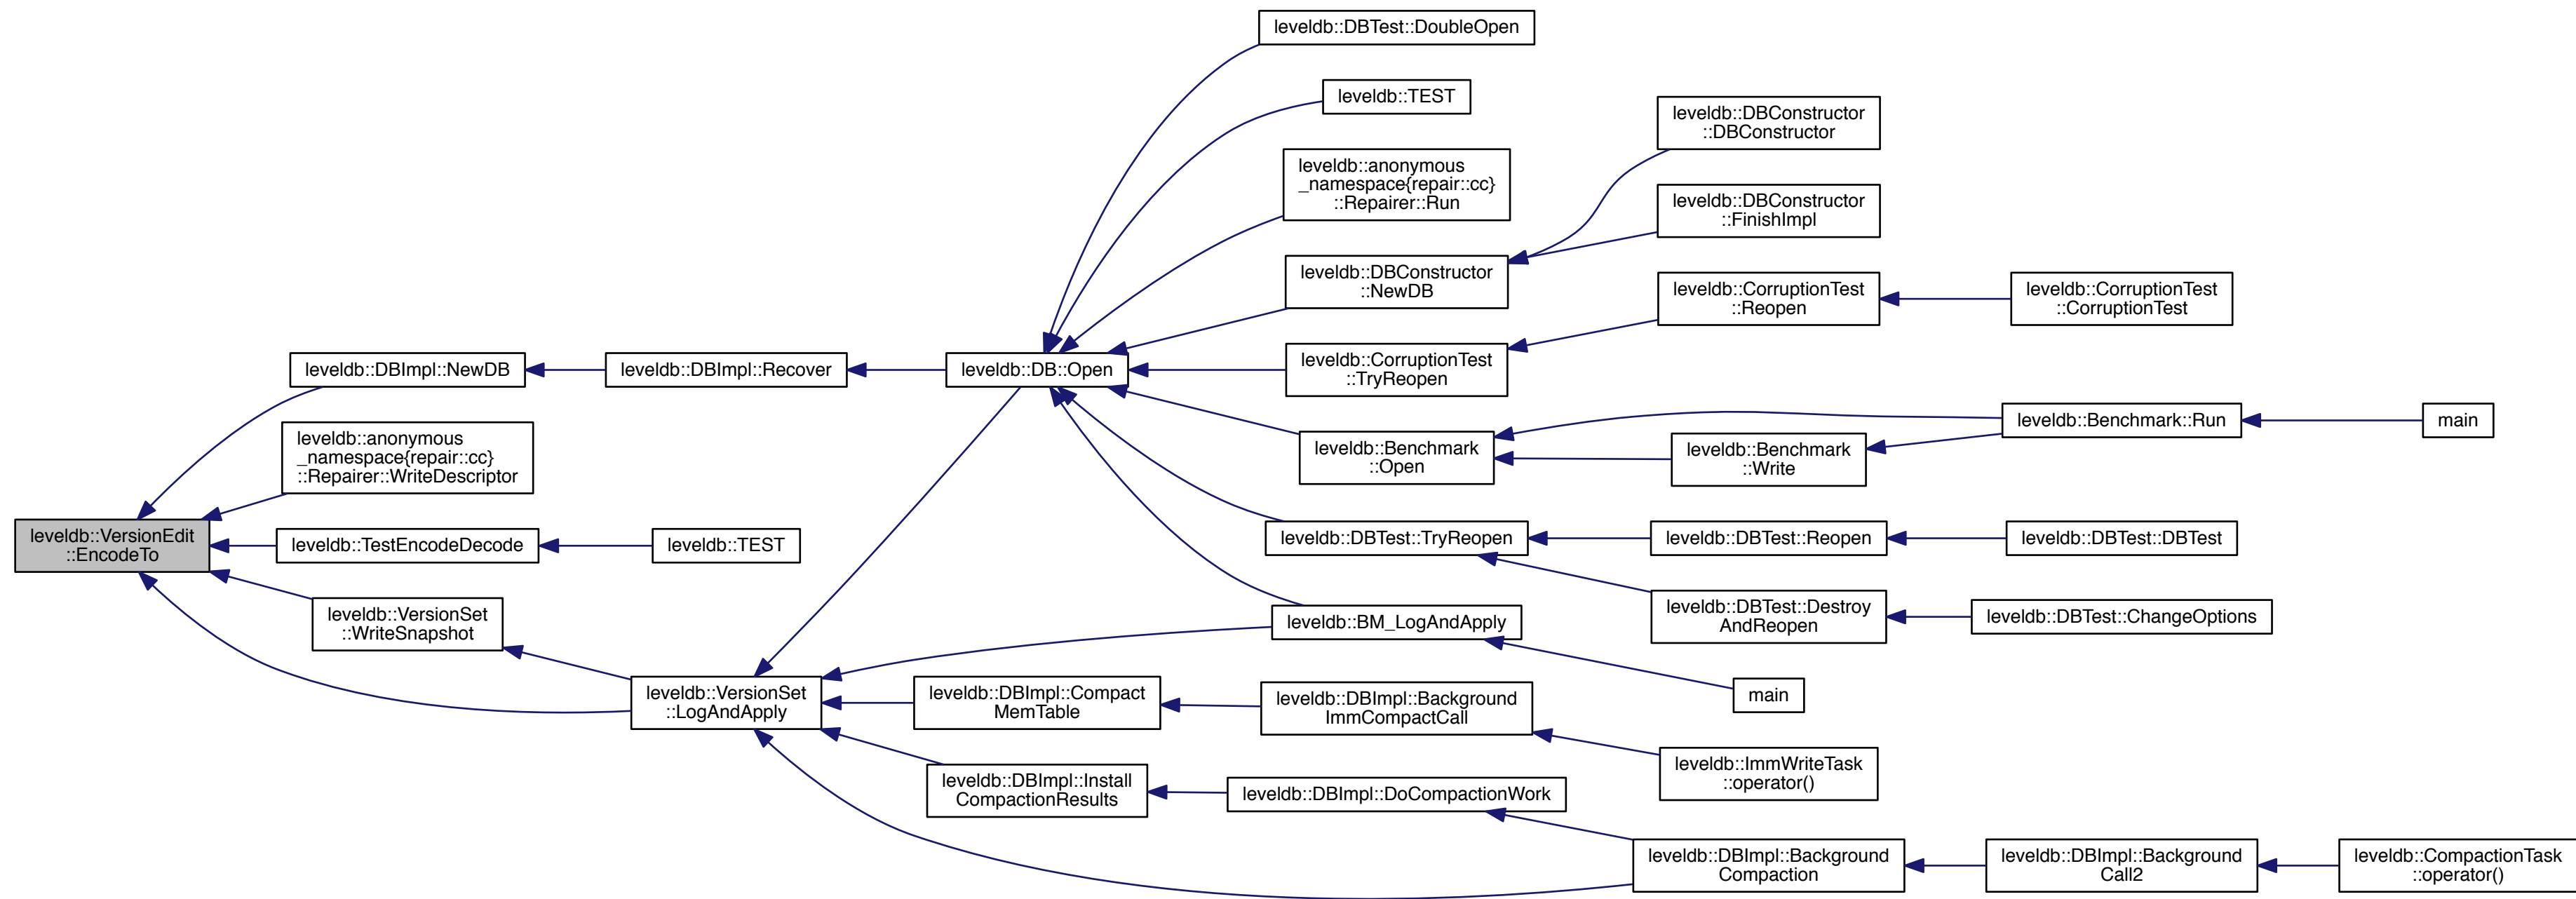 leveldb::DBTest::DoubleOpen
leveldb::TEST
leveldb::DBConstructor
::DBConstructor
leveldb::anonymous
_namespace{repair::cc}
::Repairer::Run
leveldb::DBConstructor
::FinishImpl
leveldb::DBConstructor
::NewDB
leveldb::CorruptionTest
::Reopen
leveldb::CorruptionTest
::CorruptionTest
leveldb::DBImpl::NewDB
leveldb::DBImpl::Recover
leveldb::DB::Open
leveldb::CorruptionTest
::TryReopen
leveldb::Benchmark::Run
main
leveldb::anonymous
_namespace{repair::cc}
::Repairer::WriteDescriptor
leveldb::Benchmark
::Open
leveldb::Benchmark
::Write
leveldb::VersionEdit
::EncodeTo
leveldb::TestEncodeDecode
leveldb::TEST
leveldb::DBTest::TryReopen
leveldb::DBTest::Reopen
leveldb::DBTest::DBTest
leveldb::VersionSet
::WriteSnapshot
leveldb::BM_LogAndApply
leveldb::DBTest::Destroy
AndReopen
leveldb::DBTest::ChangeOptions
leveldb::VersionSet
::LogAndApply
leveldb::DBImpl::Compact
MemTable
leveldb::DBImpl::Background
ImmCompactCall
main
leveldb::ImmWriteTask
::operator()
leveldb::DBImpl::Install
CompactionResults
leveldb::DBImpl::DoCompactionWork
leveldb::DBImpl::Background
Compaction
leveldb::DBImpl::Background
Call2
leveldb::CompactionTask
::operator()